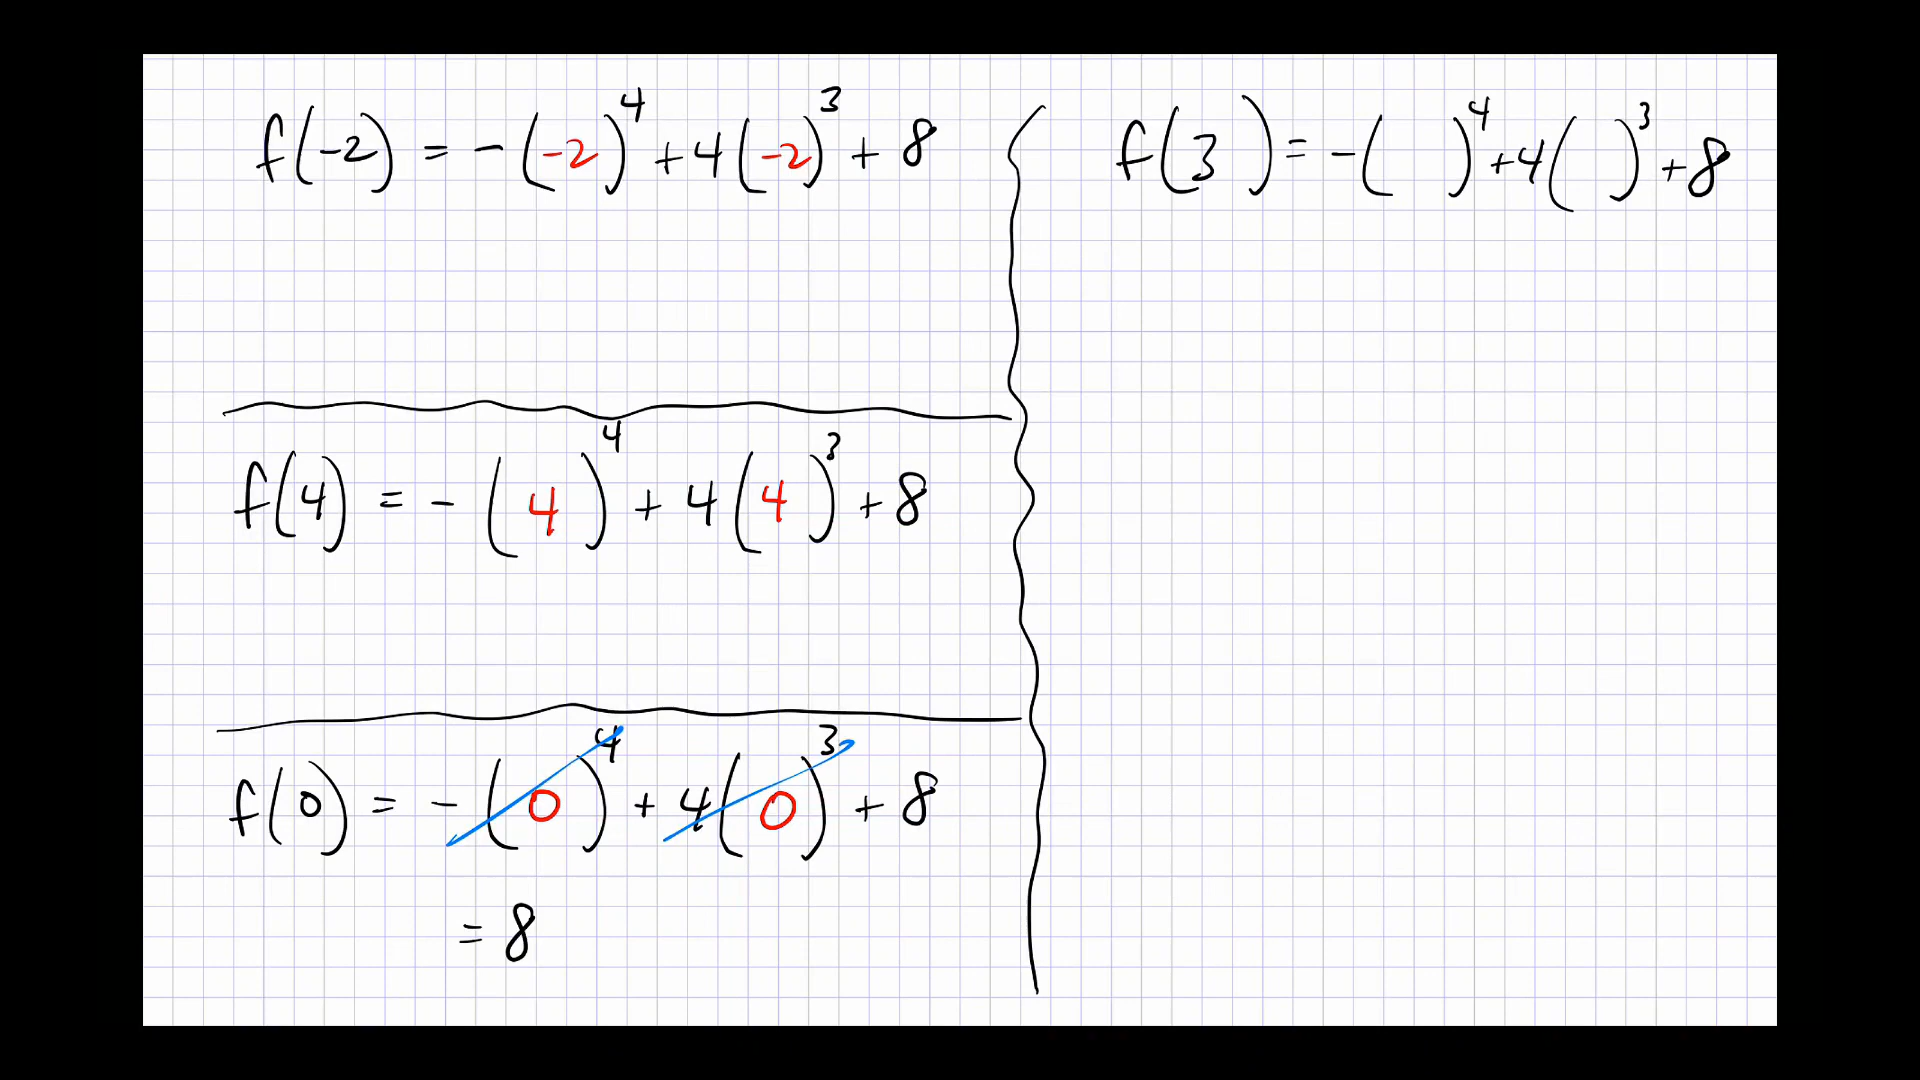 f(-2) = -(-2)^4 + 4(-2)^3 + 8
f(4) = -(4)^4 + 4(4)^3 + 8
f(0) = -(0)^4 + 4(0)^3 + 8
= 8
f(3) = -( )^4 + 4( )^3 + 8